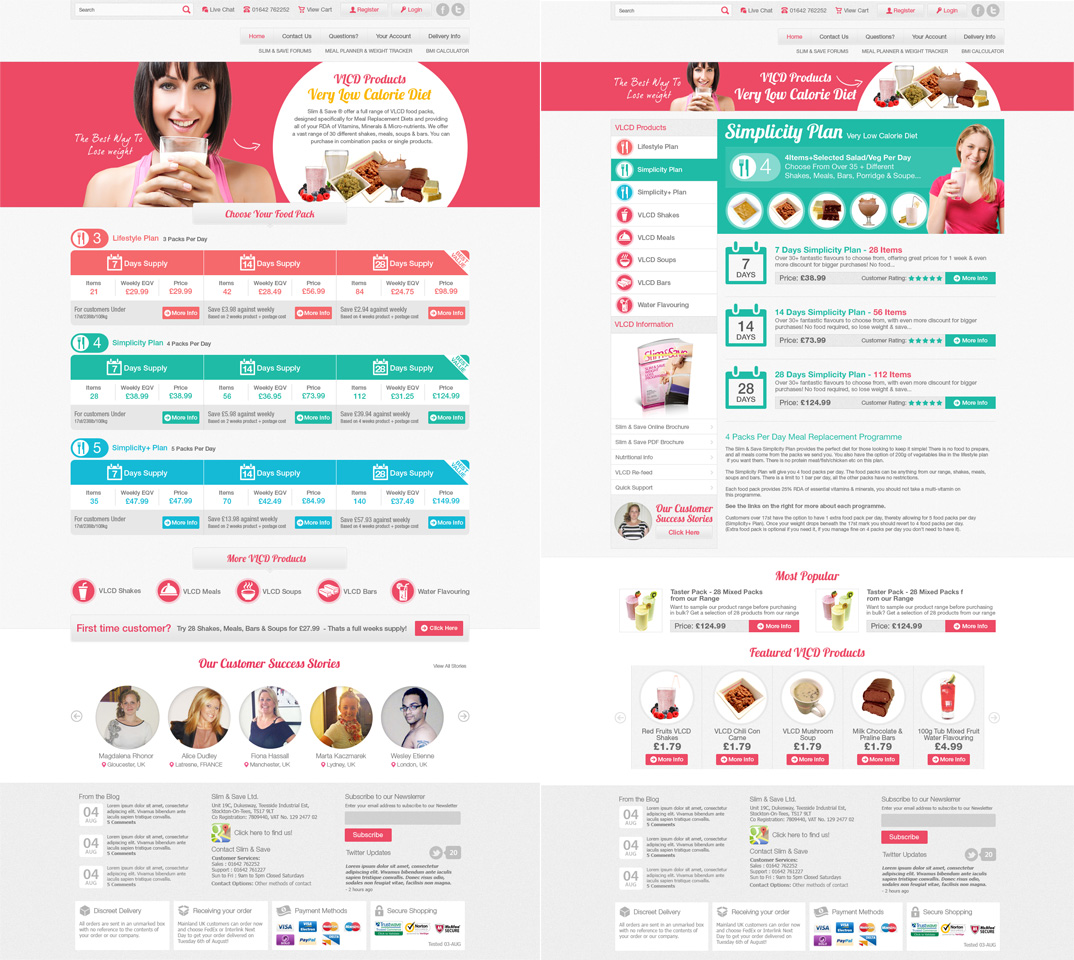 Search
Live Chat
01642 762252
View Cart
Register
Login
Home
Contact Us
Questions?
Your Account
Delivery Info
SLIM & SAVE FORUMS
MEAL PLANNER & WEIGHT TRACKER
BMI CALCULATOR
VLCD Products
Very Low Calorie Diet
Slim & Save ® offer a full range of VLCD food packs,
designed specifically for Meal Replacement Diets and providing
all of your RDA of Vitamins, Minerals & Micro-nutrients. We offer
a vast range of 30 different shakes, meals, soups & bars. You can
purchase in combination packs or single products.
The Best Way To
Lose weight
Choose Your Food Pack
3
Lifestyle Plan 3 Packs Per Day
7 Days Supply
14 Days Supply
28 Days Supply
BEST VALUE
Items Weekly EQV Price Items Weekly EQV Price Items Weekly EQV Price
21 £29.99 £29.99 42 £28.49 £56.99 84 £24.75 £98.99
For customers Under
17st/238lb/108kg
Save £3.98 against weekly
Based on 2 weeks product + postage cost
Save £2.94 against weekly
Based on 4 weeks product + postage cost
More Info
More Info
More Info
4
Simplicity Plan 4 Packs Per Day
7 Days Supply
14 Days Supply
28 Days Supply
BEST VALUE
Items Weekly EQV Price Items Weekly EQV Price Items Weekly EQV Price
28 £38.99 £38.99 56 £36.95 £73.99 112 £31.25 £124.99
For customers Under
Save £5.98 against weekly
Based on 2 weeks product + postage cost
Save £39.94 against weekly
Based on 4 weeks product + postage cost
More Info
More Info
More Info
5
Simplicity+ Plan 5 Packs Per Day
7 Days Supply
14 Days Supply
28 Days Supply
BEST VALUE
Items Weekly EQV Price Items Weekly EQV Price Items Weekly EQV Price
35 £47.99 £47.99 70 £42.49 £84.99 140 £37.49 £149.99
For customers Under
Save £13.98 against weekly
Based on 2 weeks product + postage cost
Save £57.93 against weekly
Based on 4 weeks product + postage cost
More Info
More Info
More Info
More VLCD Products
VLCD Shakes
VLCD Meals
VLCD Soups
VLCD Bars
Water Flavouring
First time customer? Try 28 Shakes, Meals, Bars & Soups for £27.99 - Thats a full weeks supply!
Click Here
Our Customer Success Stories
View All Stories
Magdalena Rhonor
Gloucester, UK
Alice Dudley
Latreene, FRANCE
Fiona Hassall
Manchester, UK
Marta Kaczmarek
Lydney, UK
Wesley Etienne
London, UK
From the Blog
04
AUG
Lorem ipsum dolor sit amet, consectetur
adipiscing elit. Vivamus bibendum ante
iaculis sapien tristique convallis.
5 Comments
04
AUG
Lorem ipsum dolor sit amet, consectetur
adipiscing elit. Vivamus bibendum ante
iaculis sapien tristique convallis.
5 Comments
04
AUG
Lorem ipsum dolor sit amet, consectetur
adipiscing elit. Vivamus bibendum ante
iaculis sapien tristique convallis.
5 Comments
Slim & Save Ltd.
Unit 19C, Dukesway, Teesside Industrial Est,
Stockton-On-Tees, TS17 9LT
Co Registration: 7809440, VAT No. 129 2477 02
Click here to find us!
Contact Slim & Save
Customer Services:
Sales : 01642 762252
Support : 01642 761227
Sun to Fri : 9am to 5pm Closed Saturdays
Contact Options: Other methods of contact
Subscribe to our Newslerner
Enter your email address to subscribe to our Newsletter
Subscribe
Twitter Updates
20
Lorem ipsum dolor sit amet, consectetur
adipiscing elit. Vivamus bibendum ante
iaculis sapien tristique convallis. Donec risus odio,
sodales non feugiat vitae, facilisis non magna.
- 2 hours ago
Discreet Delivery
All orders are sent in an unmarked box
with no reference to the contents of
your order or our company.
Receiving your order
Mainland UK customers can order now
and choose FedEx or Interlink Next
Day to get your order delivered on
Tuesday 6th of August!
Payment Methods
VISA
PayPal
Secure Shopping
Norton
McAfee SECURE
Tested 03-AUG
Search
Live Chat
01642 762252
View Cart
Register
Login
Home
Contact Us
Questions?
Your Account
Delivery Info
SLIM & SAVE FORUMS
MEAL PLANNER & WEIGHT TRACKER
BMI CALCULATOR
The Best Way To
Lose weight
VLCD Products
Very Low Calorie Diet
VLCD Products
Lifestyle Plan
Simplicity Plan
Simplicity+ Plan
VLCD Shakes
VLCD Meals
VLCD Soups
VLCD Bars
Water Flavouring
VLCD Information
Slim&Save
Slim & Save Online Brochure
Slim & Save PDF Brochure
Nutritional Info
VLCD Re-feed
Quick Support
Our Customer
Success Stories
Click Here
Simplicity Plan Very Low Calorie Diet
4
4Items+Selected Salad/Veg Per Day
Choose From Over 35 + Different
Shakes, Meals, Bars, Porridge & Soupe...
7
DAYS
7 Days Simplicity Plan - 28 Items
Over 30+ fantastic flavours to choose from, offering great prices for 1 week & even
more discount for bigger purchases! No food...
Price: £38.99
Customer Rating:
More Info
14
DAYS
14 Days Simplicity Plan - 56 Items
Over 30+ fantastic flavours to choose from, with even more discount for bigger
purchases! No food required, so lose weight & save...
Price: £73.99
Customer Rating:
More Info
28
DAYS
28 Days Simplicity Plan - 112 Items
Over 30+ fantastic flavours to choose from, with even more discount for bigger
purchases! No food required, so lose weight & save...
Price: £124.99
Customer Rating:
More Info
4 Packs Per Day Meal Replacement Programme
The Slim & Save Simplicity Plan provides the perfect diet for those looking to keep it simple! There is no food to prepare,
and all meals come from the packs we send you. You also have the option of 200g of vegetables like in the lifestyle plan
if you want them. There is no protein meat/fish/chicken etc on this plan.
The Simplicity Plan will give you 4 food packs per day. The food packs can be anything from our range, shakes, meals,
soups and bars. There is a limit to 1 bar per day, all the other packs have no restrictions.
Each food pack provides 25% RDA of essential vitamins & minerals, you should not take a multi-vitamin on
this programme.
See the links on the right for more about each programme.
Customers over 17st have the option to have 1 extra food pack per day, thereby allowing for 5 food packs per day
(Simplicity+ Plan). Once your weight drops beneath the 17st mark you should revert to 4 food packs per day.
(Extra food pack is optional if you need it, if you manage fine on 4 packs per day you don't need to have it).
Most Popular
Taster Pack - 28 Mixed Packs
from our Range
Want to sample our product range before purchasing
in bulk? Get a selection of 28 products from our range
Price: £124.99
More Info
Taster Pack - 28 Mixed Packs f
rom our Range
Want to sample our product range before purchasing
in bulk? Get a selection of 28 products from our range
Price: £124.99
More Info
Featured VLCD Products
Red Fruits VLCD
Shakes
£1.79
More Info
VLCD Chili Con
Carne
£1.79
More Info
VLCD Mushroom
Soup
£1.79
More Info
Milk Chocolate &
Praline Bars
£1.79
More Info
100g Tub Mixed Fruit
Water Flavouring
£4.99
More Info
From the Blog
04
AUG
Lorem ipsum dolor sit amet, consectetur
adipiscing elit. Vivamus bibendum ante
iaculis sapien tristique convallis.
5 Comments
04
AUG
Lorem ipsum dolor sit amet, consectetur
adipiscing elit. Vivamus bibendum ante
iaculis sapien tristique convallis.
5 Comments
04
AUG
Lorem ipsum dolor sit amet, consectetur
adipiscing elit. Vivamus bibendum ante
iaculis sapien tristique convallis.
5 Comments
Slim & Save Ltd.
Unit 19C, Dukesway, Teesside Industrial Est,
Stockton-On-Tees, TS17 9LT
Co Registration: 7809440, VAT No. 129 2477 02
Click here to find us!
Contact Slim & Save
Customer Services:
Sales : 01642 762252
Support : 01642 761227
Sun to Fri : 9am to 5pm Closed Saturdays
Contact Options: Other methods of contact
Subscribe to our Newslerner
Enter your email address to subscribe to our Newsletter
Subscribe
Twitter Updates
20
Lorem ipsum dolor sit amet, consectetur
adipiscing elit. Vivamus bibendum ante
iaculis sapien tristique convallis. Donec risus odio,
sodales non feugiat vitae, facilisis non magna.
- 2 hours ago
Discreet Delivery
All orders are sent in an unmarked box
with no reference to the contents of
your order or our company.
Receiving your order
Mainland UK customers can order now
and choose FedEx or Interlink Next
Day to get your order delivered on
Tuesday 6th of August!
Payment Methods
VISA
PayPal
Secure Shopping
Norton
McAfee SECURE
Tested 03-AUG